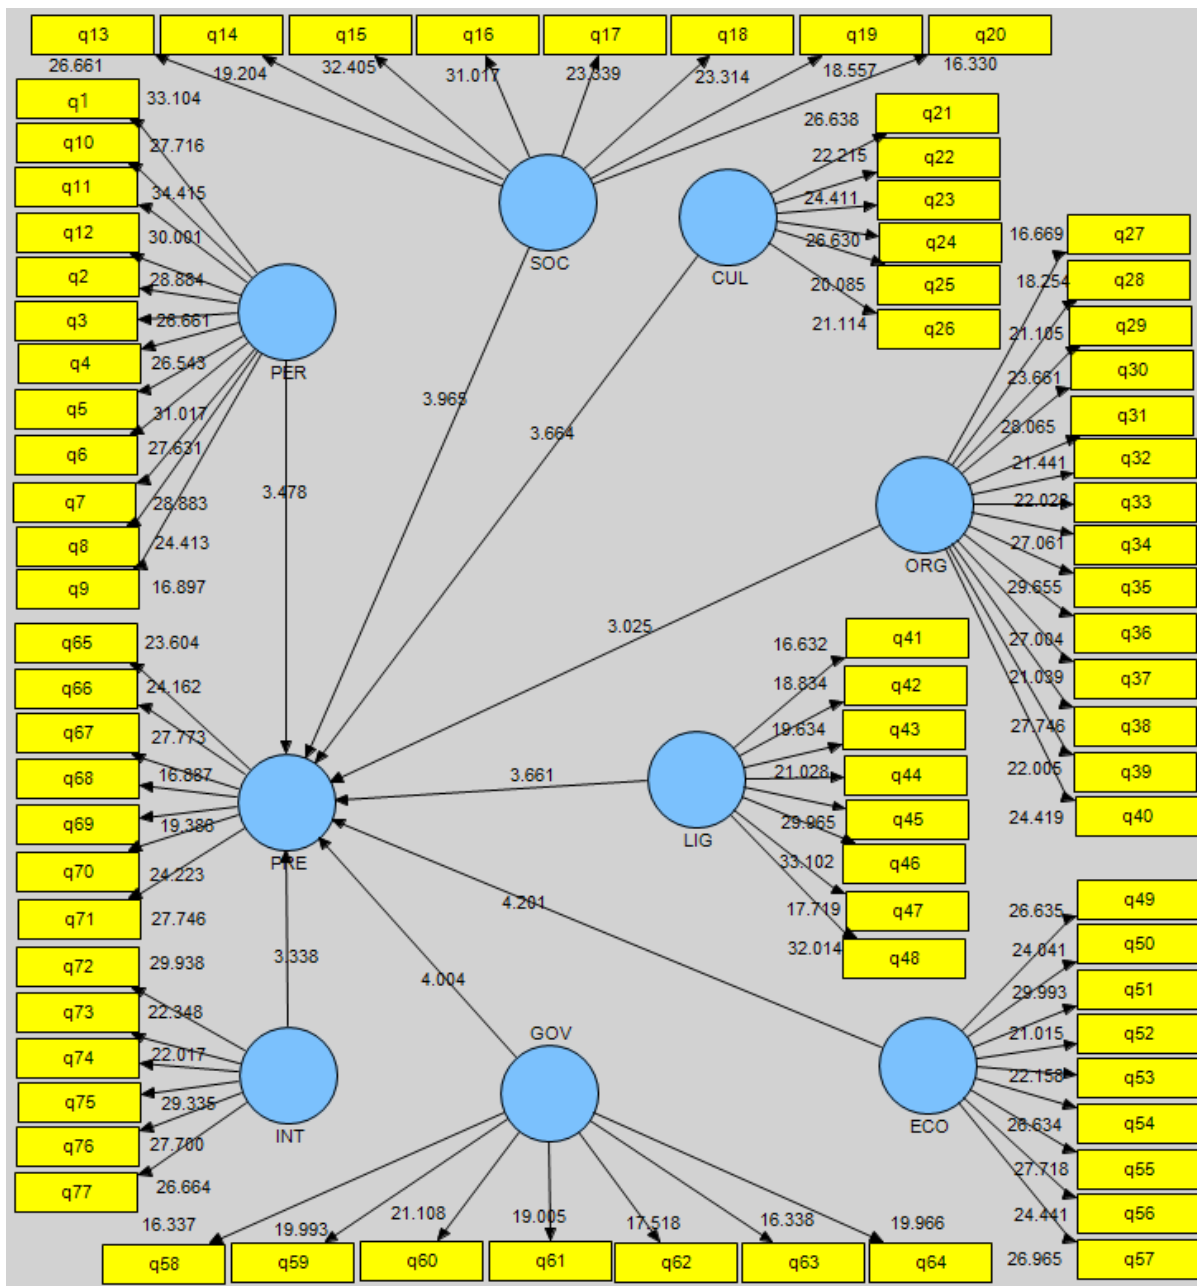 q13 q14 q15 q16 q17 q18 q19 q20
26.661 19.204 32.405 31.017 23.339 23.314 18.557 16.330
SOC
q1 33.104
q10 27.716
q11 34.415
q12 30.001
q2 28.884
q3 28.661
q4 26.543
q5 31.017
q6 27.631
q7 28.883
q8 24.413
q9 16.897
PER
26.638 q21
22.215 q22
24.411 q23
26.630 q24
20.085 q25
21.114 q26
CUL
16.669 q27
18.254 q28
21.105 q29
23.661 q30
28.065 q31
21.441 q32
22.028 q33
27.061 q34
29.655 q35
27.004 q36
21.039 q37
27.746 q38
22.005 q39
24.419 q40
ORG
3.965
3.664
3.478
3.025
3.661
4.201
4.004
3.338
q65 23.604
q66 24.162
q67 27.773
q68 16.887
q69 19.386
q70 24.223
q71 27.746
PRE
16.632 q41
18.834 q42
19.634 q43
21.028 q44
29.965 q45
33.102 q46
17.719 q47
32.014 q48
LIG
q72 29.938
q73 22.348
q74 22.017
q75 29.335
q76 27.700
q77 26.664
INT
26.635 q49
24.041 q50
29.993 q51
21.015 q52
22.158 q53
26.634 q54
27.718 q55
24.441 q56
26.965 q57
ECO
GOV
16.337 19.993 21.108 19.005 17.518 16.338 19.966
q58 q59 q60 q61 q62 q63 q64